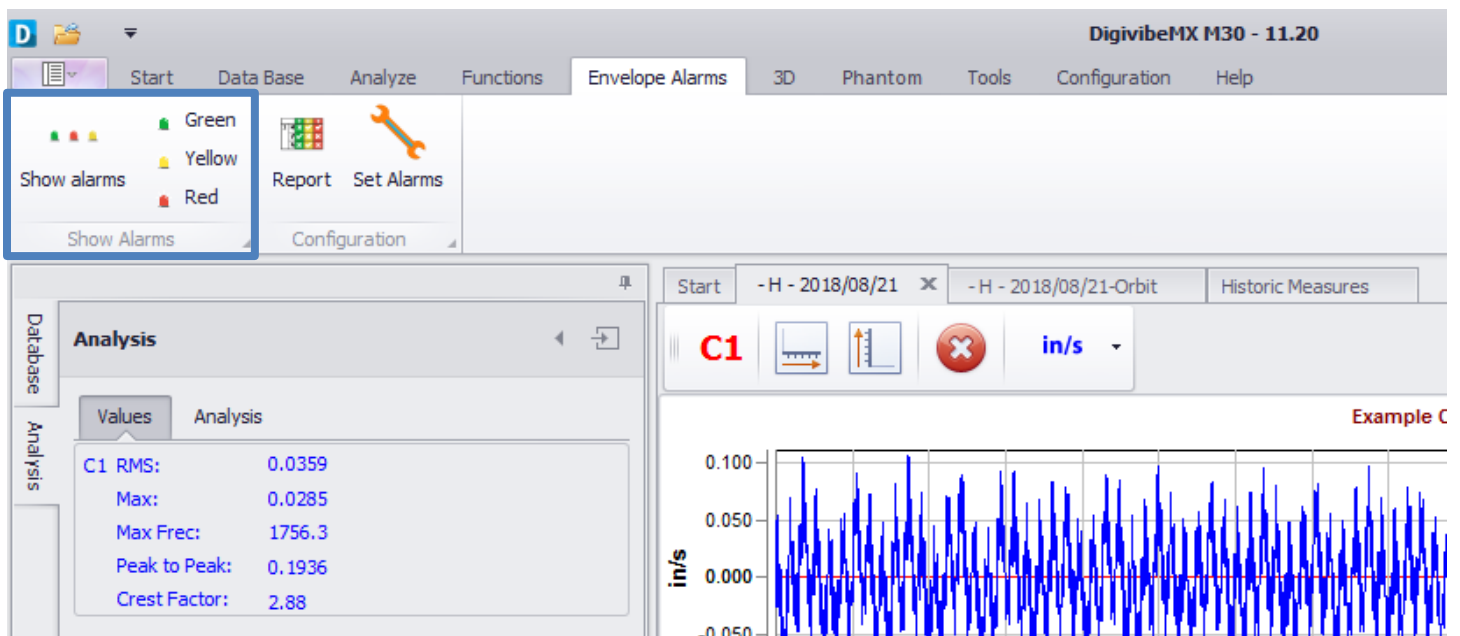 D
DigivibeMX M30 - 11.20
Start Data Base Analyze Functions Envelope Alarms 3D Phantom Tools Configuration Help
Green
Yellow
Red
Show alarms
Show Alarms
Report Set Alarms
Configuration
Database
Analysis
Analysis
Values Analysis
C1 RMS: 0.0359
Max: 0.0285
Max Frec: 1756.3
Peak to Peak: 0.1936
Crest Factor: 2.88
Start - H - 2018/08/21 - H - 2018/08/21-Orbit Historic Measures
C1 in/s
Example
0.100
0.050
0.000
-0.050
in/s